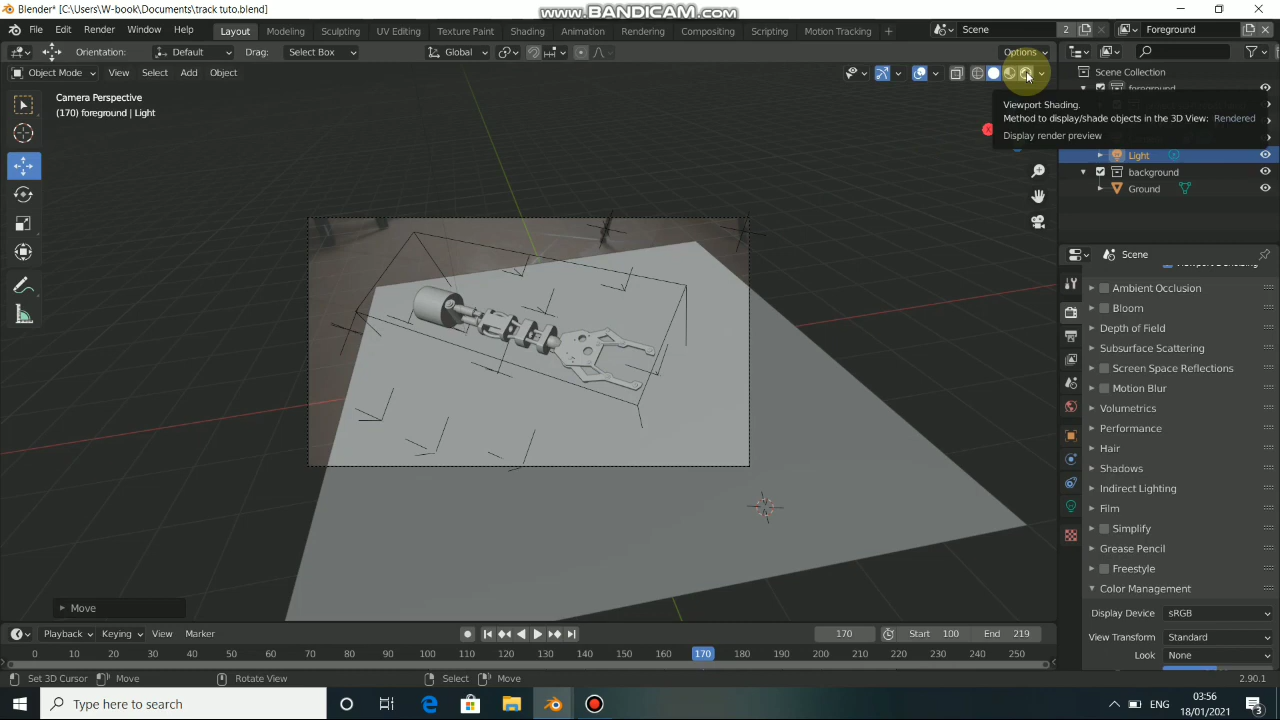 Blender* [C:\Users\W-book\Documents\track tuto.blend]
www.BANDICAM.com
File Edit Render Window Help Layout Modeling Sculpting UV Editing Texture Paint Shading Animation Rendering Compositing Scripting Motion Tracking + Scene 2 Foreground
Orientation: Default Drag: Select Box Global Options
Object Mode View Select Add Object
Scene Collection
foreground
Camera Perspective
(170) foreground | Light
Viewport Shading.
Method to display/shade objects in the 3D View: Rendered
Display render preview
X
Light
background
Ground
Scene
Ambient Occlusion
Bloom
Depth of Field
Subsurface Scattering
Screen Space Reflections
Motion Blur
Volumetrics
Performance
Hair
Shadows
Indirect Lighting
Film
Simplify
Grease Pencil
Freestyle
Color Management
Display Device sRGB
View Transform Standard
Look None
Move
Playback Keying View Marker 170 Start 100 End 219
0 10 20 30 40 50 60 70 80 90 100 110 120 130 140 150 160 170 180 190 200 210 220 230 240 250
Set 3D Cursor Move Rotate View Select Move 2.90.1
Type here to search
03:56
18/01/2021
3